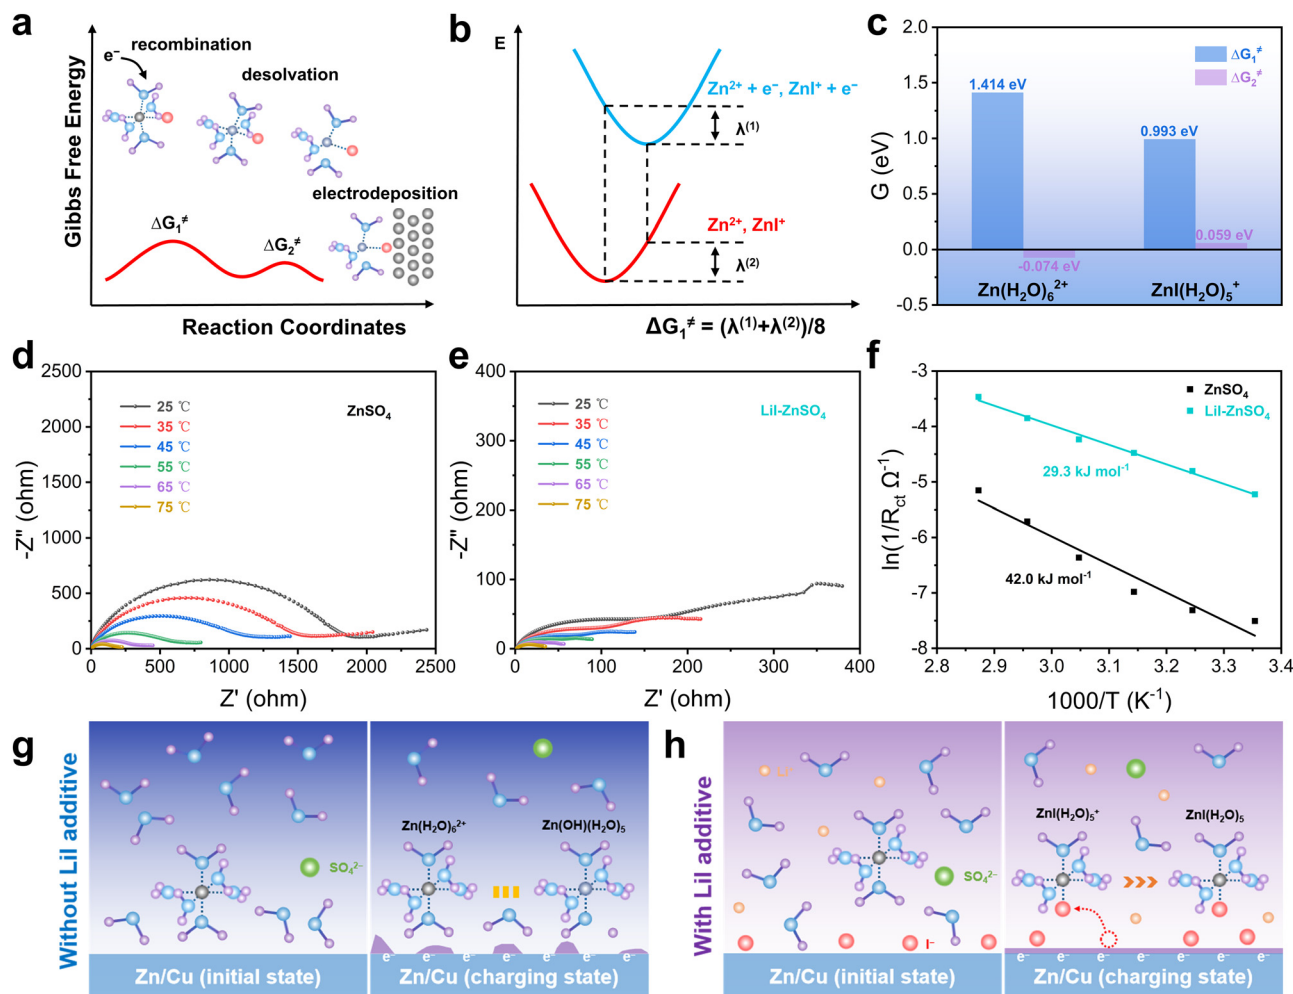 a
Gibbs Free Energy
e⁻
recombination
desolvation
electrodeposition
ΔG₁≠
ΔG₂≠
Reaction Coordinates
b
E
Zn²⁺ + e⁻, ZnI⁺ + e⁻
λ⁽¹⁾
Zn²⁺, ZnI⁺
λ⁽²⁾
ΔG₁≠ = (λ⁽¹⁾+λ⁽²⁾)/8
c
G (eV)
2.0
1.5
1.0
0.5
0.0
-0.5
ΔG₁≠
ΔG₂≠
1.414 eV
0.993 eV
0.059 eV
-0.074 eV
Zn(H₂O)₆²⁺
ZnI(H₂O)₅⁺
d
-Z" (ohm)
2500
2000
1500
1000
500
0
25 ℃
35 ℃
45 ℃
55 ℃
65 ℃
75 ℃
ZnSO₄
0 500 1000 1500 2000 2500
Z' (ohm)
e
-Z" (ohm)
400
300
200
100
0
25 ℃
35 ℃
45 ℃
55 ℃
65 ℃
75 ℃
LiI-ZnSO₄
0 100 200 300 400
Z' (ohm)
f
ln(1/Rct Ω⁻¹)
-3
-4
-5
-6
-7
-8
ZnSO₄
LiI-ZnSO₄
29.3 kJ mol⁻¹
42.0 kJ mol⁻¹
2.8 2.9 3.0 3.1 3.2 3.3 3.4
1000/T (K⁻¹)
g
Without LiI additive
SO₄²⁻
Zn/Cu (initial state)
Zn(H₂O)₆²⁺
Zn(OH)(H₂O)₅
e⁻ e⁻ e⁻ e⁻ e⁻ e⁻ e⁻
Zn/Cu (charging state)
h
With LiI additive
Li⁺
SO₄²⁻
I⁻
Zn/Cu (initial state)
ZnI(H₂O)₅⁺
ZnI(H₂O)₅
e⁻ e⁻ e⁻ e⁻ e⁻ e⁻ e⁻
Zn/Cu (charging state)